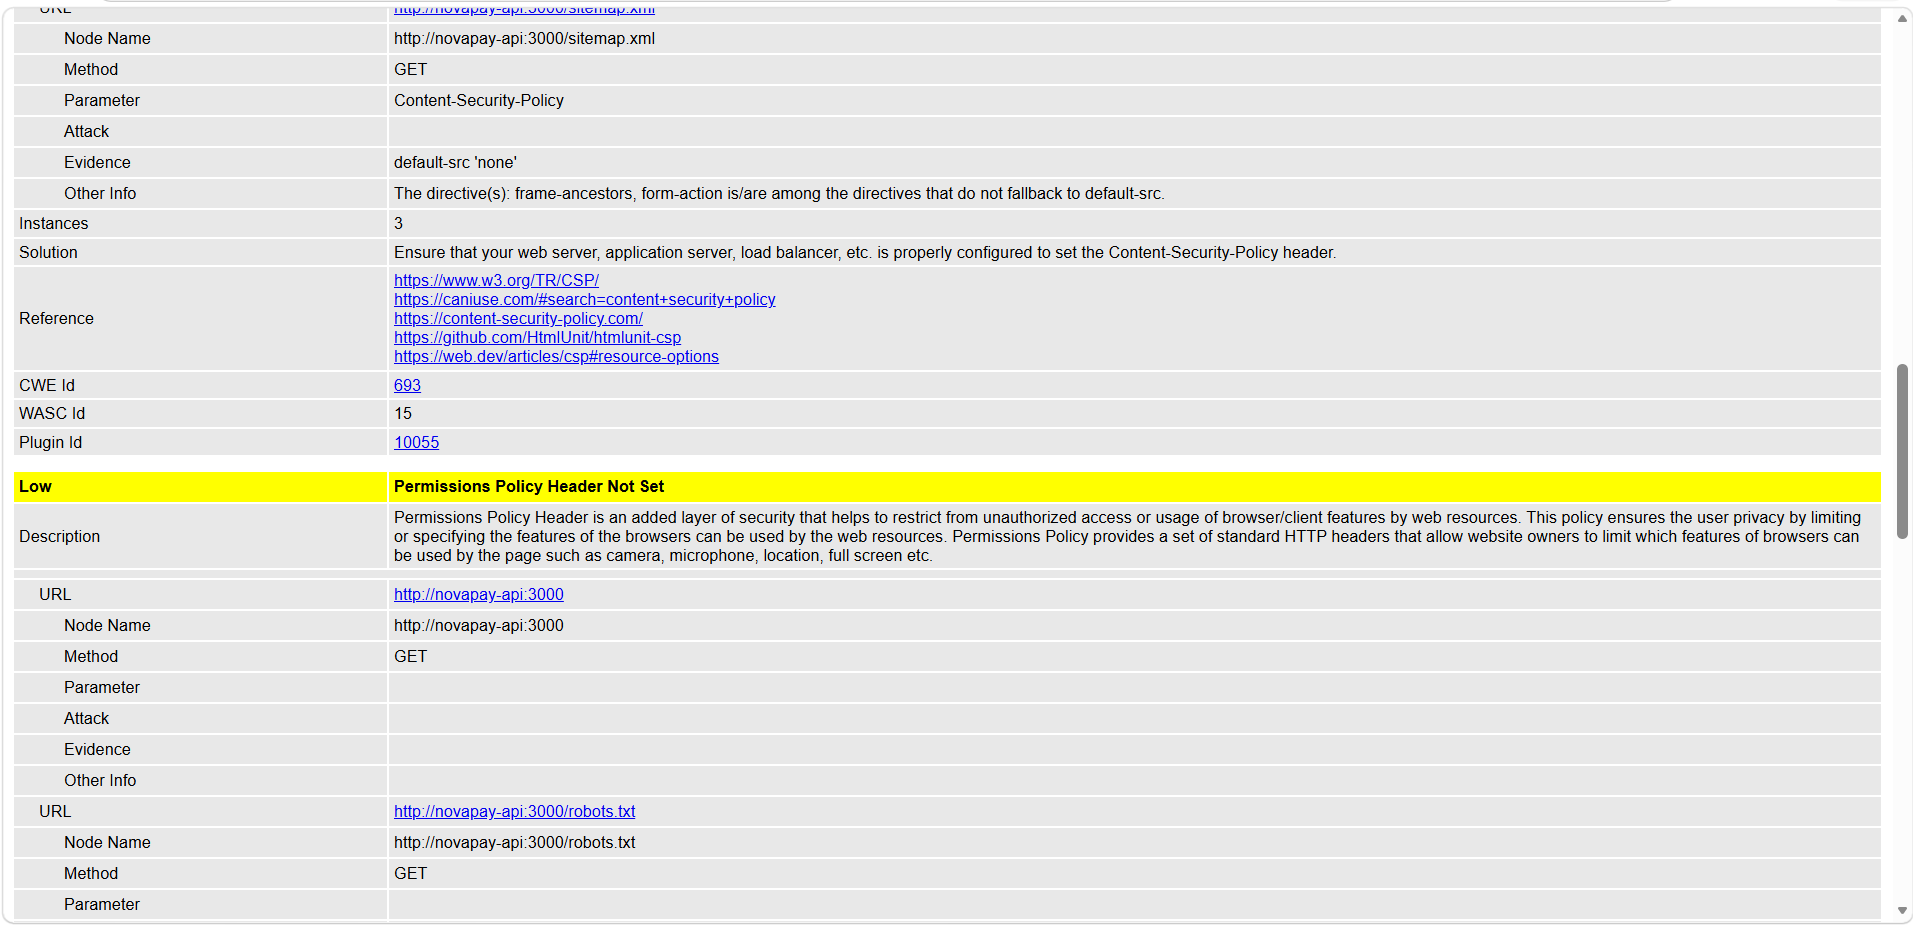 URL http://novapay-api:3000/sitemap.xml
Node Name http://novapay-api:3000/sitemap.xml
Method GET
Parameter Content-Security-Policy
Attack
Evidence default-src 'none'
Other Info The directive(s): frame-ancestors, form-action is/are among the directives that do not fallback to default-src.
Instances 3
Solution Ensure that your web server, application server, load balancer, etc. is properly configured to set the Content-Security-Policy header.
https://www.w3.org/TR/CSP/
https://caniuse.com/#search=content+security+policy
Reference https://content-security-policy.com/
https://github.com/HtmlUnit/htmlunit-csp
https://web.dev/articles/csp#resource-options
CWE Id 693
WASC Id 15
Plugin Id 10055
Low Permissions Policy Header Not Set
Permissions Policy Header is an added layer of security that helps to restrict from unauthorized access or usage of browser/client features by web resources. This policy ensures the user privacy by limiting
Description or specifying the features of the browsers can be used by the web resources. Permissions Policy provides a set of standard HTTP headers that allow website owners to limit which features of browsers can
be used by the page such as camera, microphone, location, full screen etc.
URL http://novapay-api:3000
Node Name http://novapay-api:3000
Method GET
Parameter
Attack
Evidence
Other Info
URL http://novapay-api:3000/robots.txt
Node Name http://novapay-api:3000/robots.txt
Method GET
Parameter